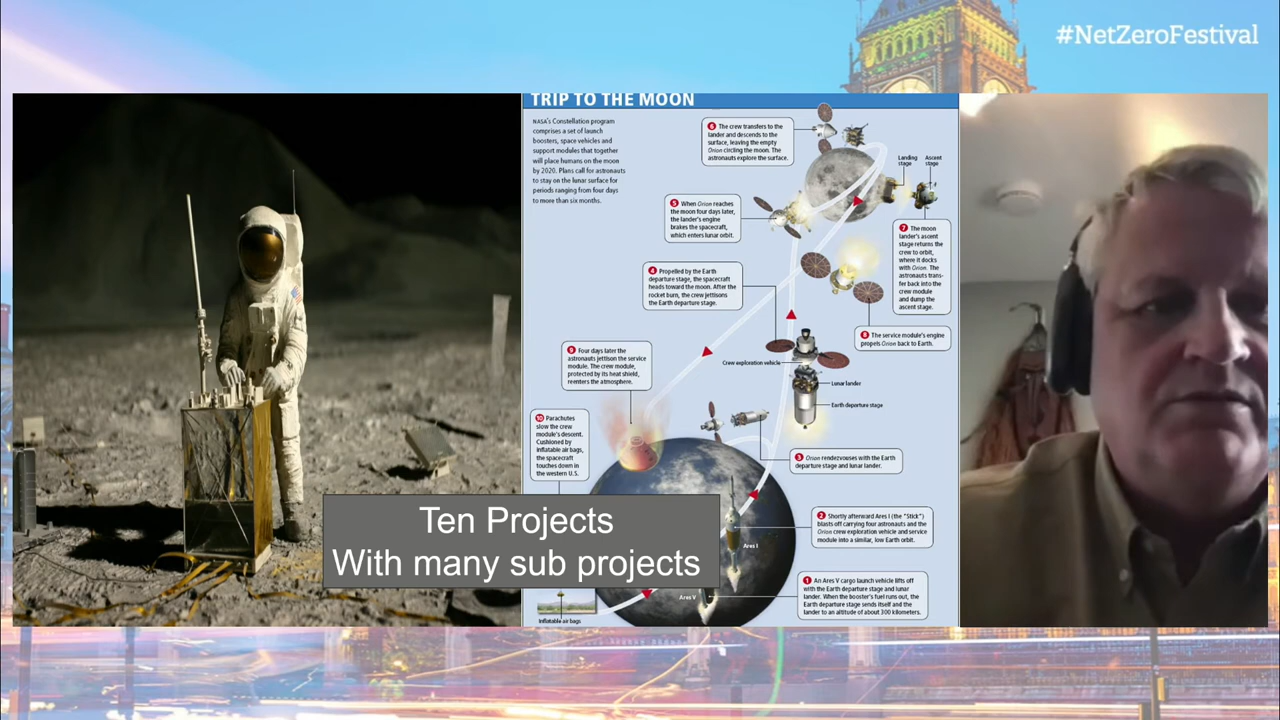 #NetZeroFestival
TRIP TO THE MOON
NASA's Constellation program
comprises a set of launch
boosters, space vehicles and
support modules that together
will place humans on the moon
by 2020. Plans call for astronauts
to stay on the lunar surface for
periods ranging from four days
to more than six months.
6 The crew transfers to the
lander and descends to the
surface, leaving the empty
Orion circling the moon. The
astronauts explore the surface.
Landing
stage
Ascent
stage
5 When Orion reaches
the moon four days later,
the lander's engine
brakes the spacecraft,
which enters lunar orbit.
7 The moon
lander's ascent
stage returns the
crew to orbit,
where it docks
with Orion. The
astronauts trans-
fer back into the
crew module
and dump the
ascent stage.
4 Propelled by the Earth
departure stage, the spacecraft
heads toward the moon. After the
rocket burn, the crew jettisons
the Earth departure stage.
8 The service module's engine
propels Orion back to Earth.
9 Four days later the
astronauts jettison the service
module. The crew module,
protected by its heat shield,
reenters the atmosphere.
Crew exploration vehicle
Lunar lander
Earth departure stage
10 Parachutes
slow the crew
module's descent.
Cushioned by
inflatable air bags,
the spacecraft
touches down in
the western U.S.
3 Orion rendezvouses with the Earth
departure stage and lunar lander.
Ten Projects
With many sub projects
2 Shortly afterward Ares I (the "Stick")
blasts off carrying four astronauts and the
Orion crew exploration vehicle and service
module into a similar, low Earth orbit.
Ares I
1 An Ares V cargo launch vehicle lifts off
with the Earth departure stage and lunar
lander. When the booster's fuel runs out, the
Earth departure stage sends itself and the
lander to an altitude of about 300 kilometers.
Ares V
Inflatable air bags